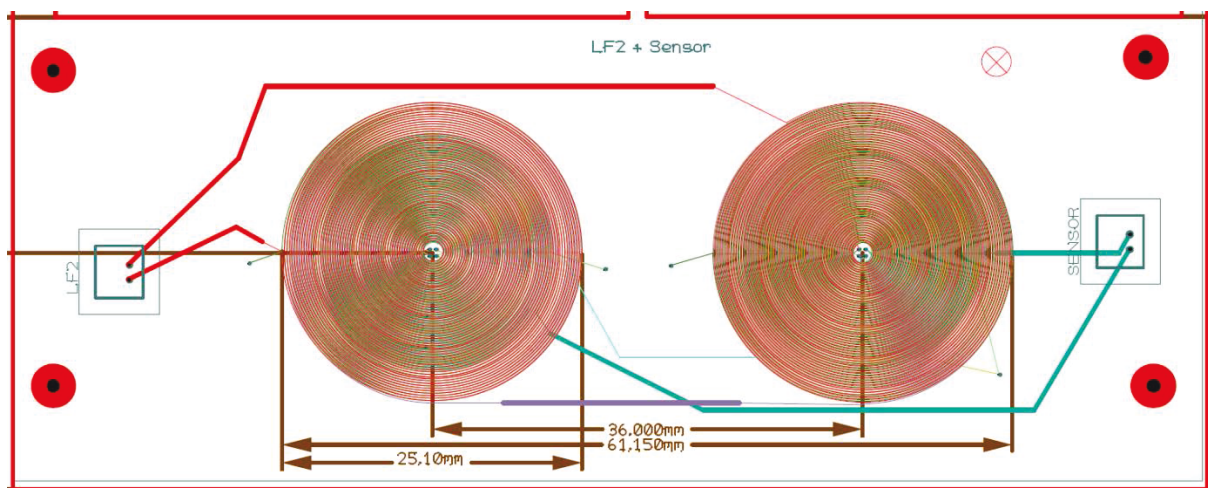 LF2 + Sensor
LF2
SENSOR
36,000mm
61,150mm
25,10mm